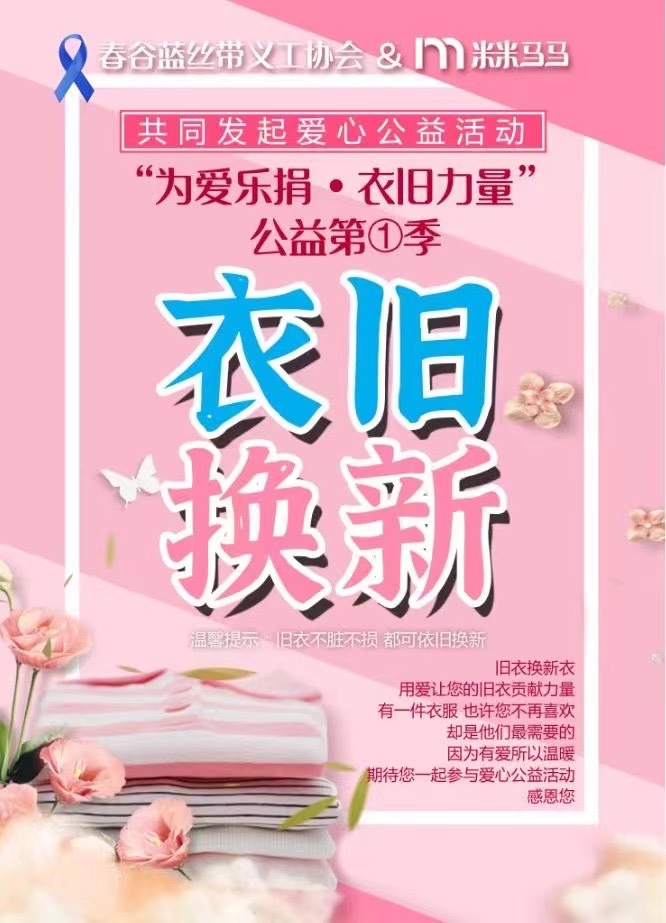 春谷蓝丝带义工协会 & m 米米马马
共同发起爱心公益活动
“为爱乐捐·衣旧力量”
公益第①季
衣旧
换新
温馨提示：旧衣不脏不损 都可依旧换新
旧衣换新衣
用爱让您的旧衣贡献力量
有一件衣服 也许您不再喜欢
却是他们最需要的
因为有爱所以温暖
期待您一起参与爱心公益活动
感恩您